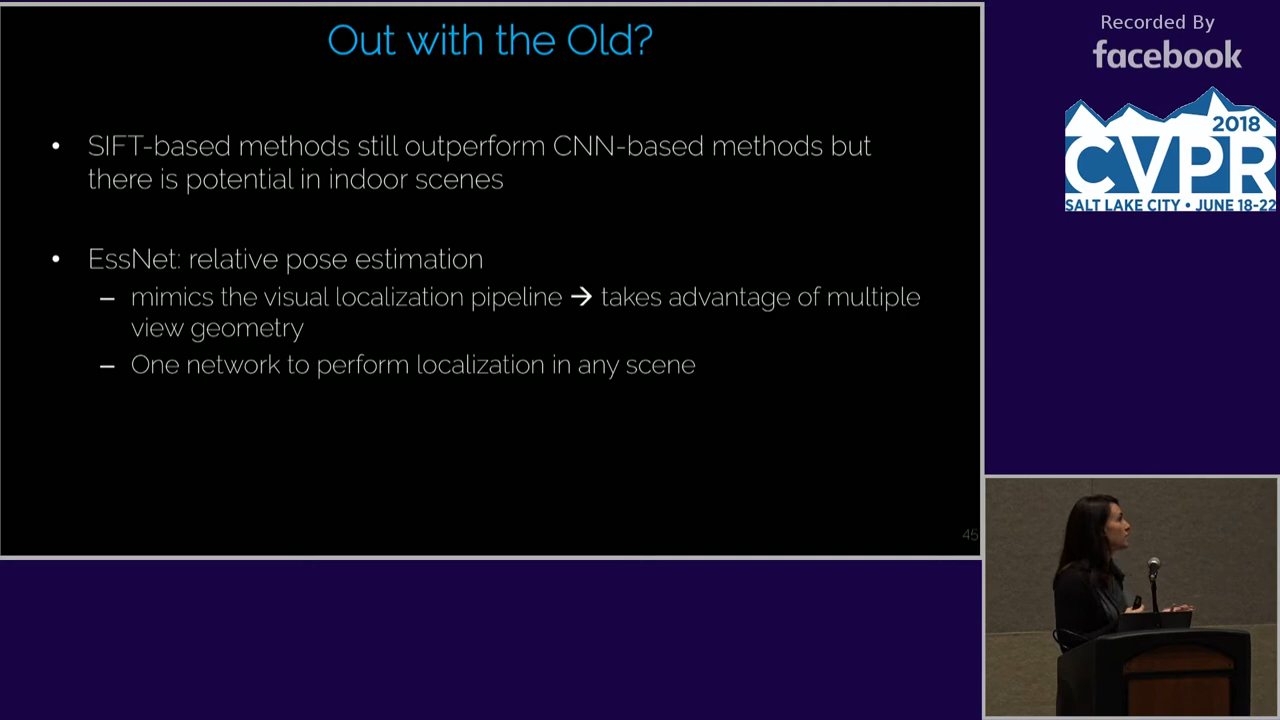 Out with the Old?
• SIFT-based methods still outperform CNN-based methods but
there is potential in indoor scenes
• EssNet: relative pose estimation
– mimics the visual localization pipeline → takes advantage of multiple
view geometry
– One network to perform localization in any scene
45
Recorded By
facebook
2018
CVPR
SALT LAKE CITY • JUNE 18-22